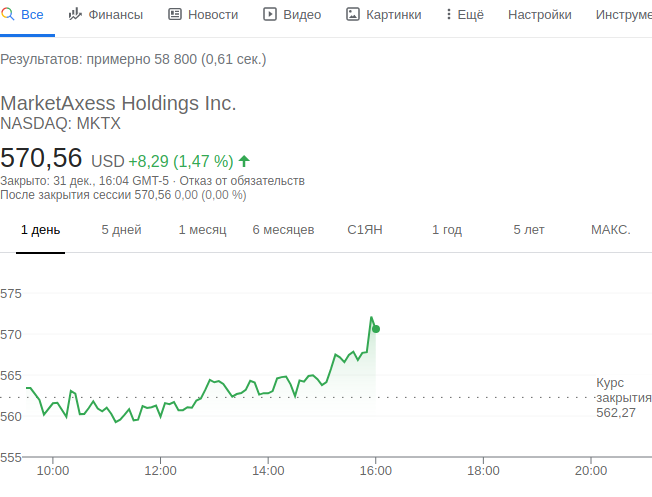 Все Финансы Новости Видео Картинки Ещё Настройки Инструме
Результатов: примерно 58 800 (0,61 сек.)
MarketAxess Holdings Inc.
NASDAQ: MKTX
570,56 USD +8,29 (1,47 %)
Закрыто: 31 дек., 16:04 GMT-5 · Отказ от обязательств
После закрытия сессии 570,56 0,00 (0,00 %)
1 день 5 дней 1 месяц 6 месяцев С1ЯН 1 год 5 лет МАКС.
575
570
565
Курс
закрытия
562,27
560
555
10:00 12:00 14:00 16:00 18:00 20:00